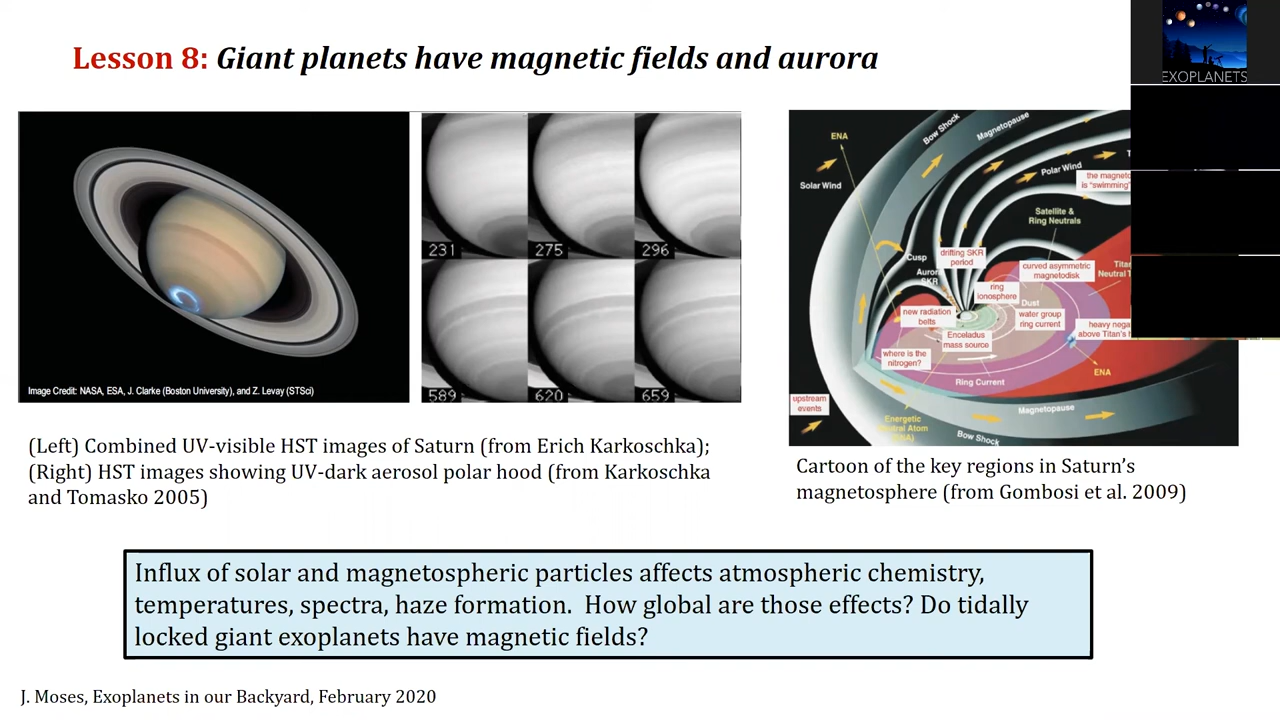 Lesson 8: Giant planets have magnetic fields and aurora
EXOPLANETS
Image Credit: NASA, ESA, J. Clarke (Boston University), and Z. Levay (STScI)
231
275
296
589
620
659
ENA
Solar Wind
Bow Shock
Magnetopause
Polar Wind
is "swimming"
Satellite &
Ring Neutrals
Cusp
drifting SKR
period
SKR
curved asymmetric
magnetodisk
ring
ionosphere
Dust
new radiation
belts
water group
ring current
Enceladus
mass source
heavy
above Titan's
where is the
nitrogen?
ENA
Ring Current
upstream
events
Energetic
Neutral Atom
(ENA)
Magnetopause
Bow Shock
(Left) Combined UV-visible HST images of Saturn (from Erich Karkoschka);
(Right) HST images showing UV-dark aerosol polar hood (from Karkoschka
and Tomasko 2005)
Cartoon of the key regions in Saturn's
magnetosphere (from Gombosi et al. 2009)
Influx of solar and magnetospheric particles affects atmospheric chemistry,
temperatures, spectra, haze formation.  How global are those effects? Do tidally
locked giant exoplanets have magnetic fields?
J. Moses, Exoplanets in our Backyard, February 2020